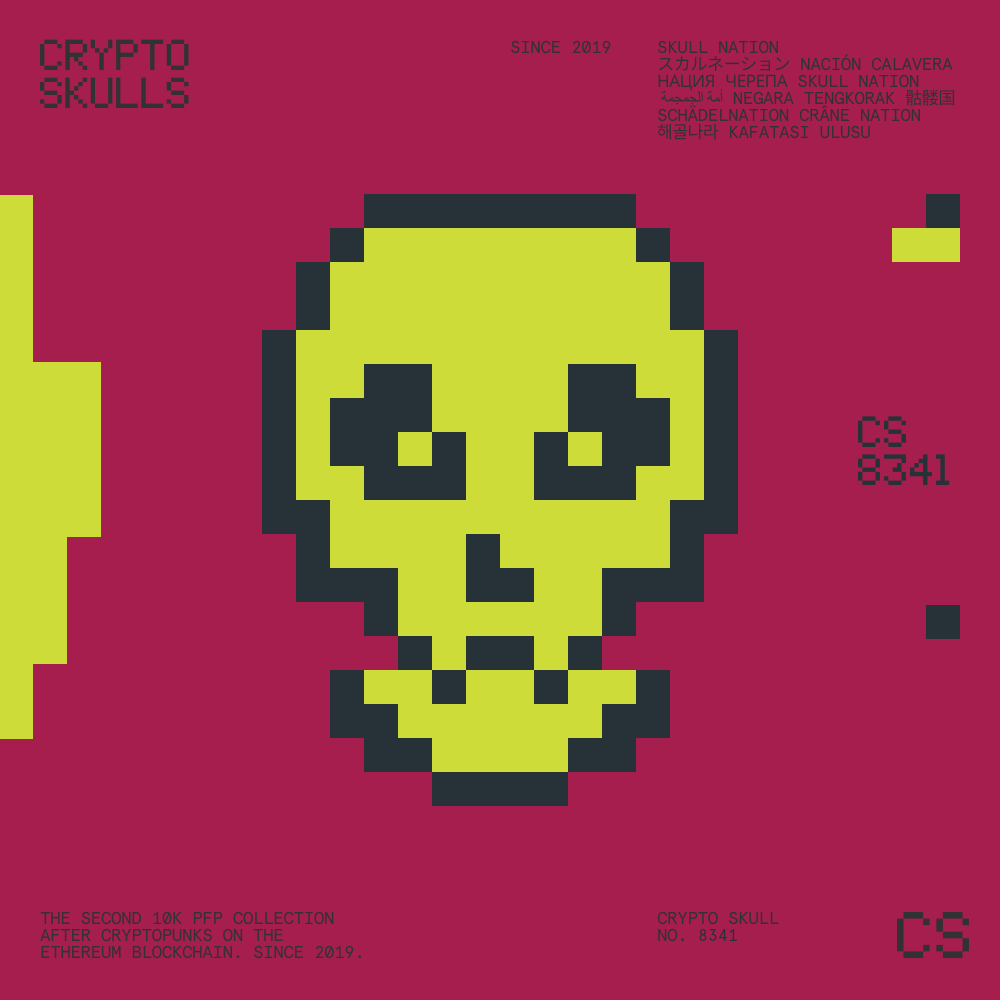 CRYPTO
SKULLS
SINCE 2019
SKULL NATION
スカルネーション NACIÓN CALAVERA
НАЦИЯ ЧЕРЕПА SKULL NATION
أمة الجمجمة NEGARA TENGKORAK 骷髅国
SCHÄDELNATION CRÂNE NATION
해골나라 KAFATASI ULUSU
CS
8341
THE SECOND 10K PFP COLLECTION
AFTER CRYPTOPUNKS ON THE
ETHEREUM BLOCKCHAIN. SINCE 2019.
CRYPTO SKULL
NO. 8341
CS